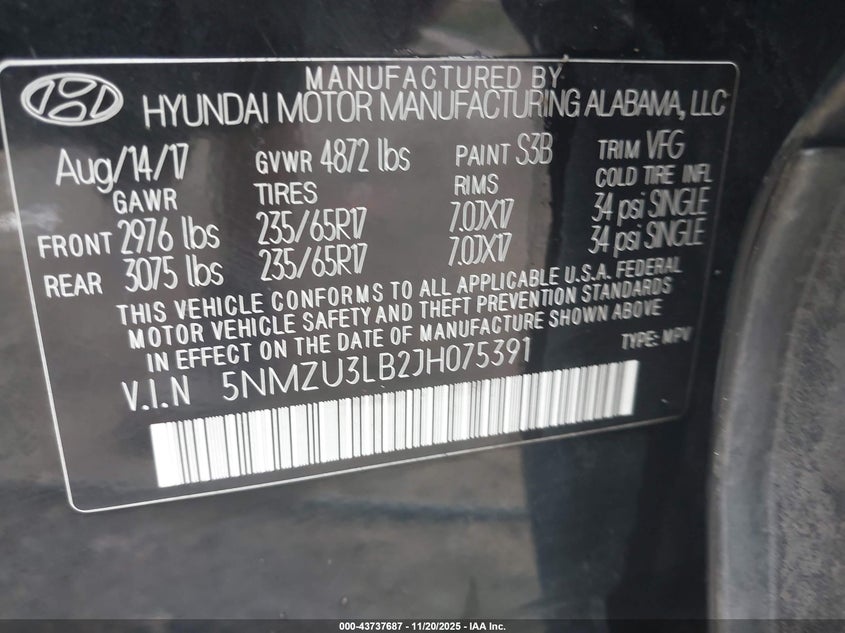 MANUFACTURED BY
HYUNDAI MOTOR MANUFACTURING ALABAMA, LLC
Aug/14/17 GVWR 4872 lbs PAINT S3B TRIM VFG
GAWR TIRES RIMS COLD TIRE INFL
FRONT 2976 lbs 235/65R17 7.0JX17 34 psi SINGLE
REAR 3075 lbs 235/65R17 7.0JX17 34 psi SINGLE
THIS VEHICLE CONFORMS TO ALL APPLICABLE U.S.A. FEDERAL
MOTOR VEHICLE SAFETY AND THEFT PREVENTION STANDARDS
IN EFFECT ON THE DATE OF MANUFACTURE SHOWN ABOVE
TYPE: MPV
V.I.N 5NMZU3LB2JH075391
000-43737687 - 11/20/2025 - IAA Inc.